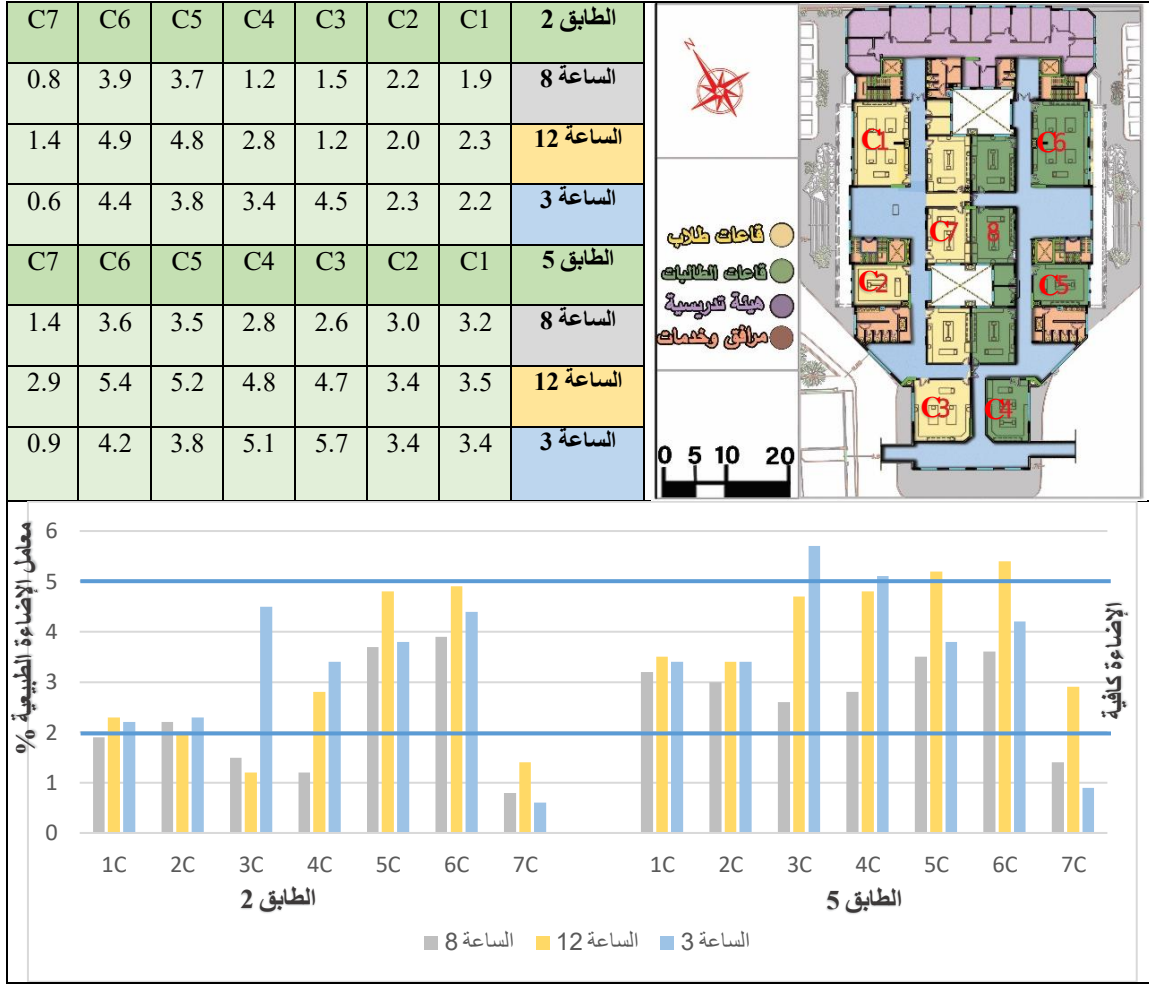 الطابق 2 C1 C2 C3 C4 C5 C6 C7
الساعة 8 1.9 2.2 1.5 1.2 3.7 3.9 0.8
الساعة 12 2.3 2.0 1.2 2.8 4.8 4.9 1.4
الساعة 3 2.2 2.3 4.5 3.4 3.8 4.4 0.6
الطابق 5 C1 C2 C3 C4 C5 C6 C7
الساعة 8 3.2 3.0 2.6 2.8 3.5 3.6 1.4
الساعة 12 3.5 3.4 4.7 4.8 5.2 5.4 2.9
الساعة 3 3.4 3.4 5.7 5.1 3.8 4.2 0.9
N
قاعات طلاب
قاعات الطالبات
هيئة تدريسية
مرافق وخدمات
0 5 10 20
C1 C6
C7 8
C2 C5
C3 C4
معامل الإضاءة الطبيعية %
6
5
4
3
2
1
0
الإضاءة كافية
1C 2C 3C 4C 5C 6C 7C 1C 2C 3C 4C 5C 6C 7C
الطابق 2
الطابق 5
الساعة 8 الساعة 12 الساعة 3